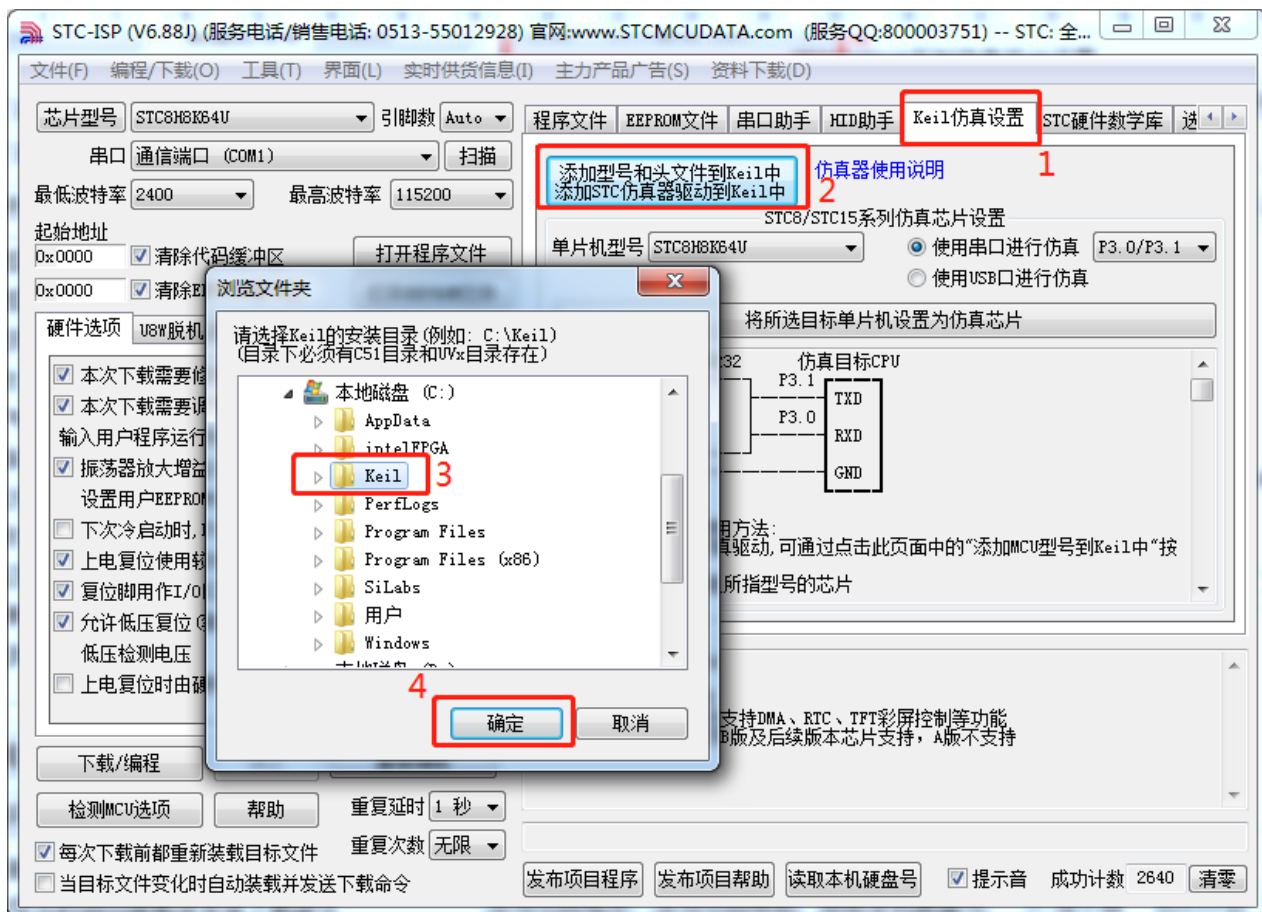 STC-ISP (V6.88J) (服务电话/销售电话: 0513-55012928) 官网:www.STCMCUDATA.com (服务QQ:800003751) -- STC: 全...
文件(F) 编程/下载(O) 工具(T) 界面(L) 实时供货信息(I) 主力产品广告(S) 资料下载(D)
芯片型号 STC8H8K64U 引脚数 Auto
串口 通信端口 (COM1) 扫描
最低波特率 2400 最高波特率 115200
起始地址
0x0000 清除代码缓冲区 打开程序文件
0x0000
硬件选项 U8W脱机
本次下载需要
本次下载需要
输入用户程序运行
振荡器放大增益
设置用户EEPROM
下次冷启动时,
上电复位使用较
复位脚用作I/O
允许低压复位
低压检测电压
上电复位时由硬
下载/编程
检测MCU选项 帮助 重复延时 1 秒
每次下载前都重新装载目标文件 重复次数 无限
当目标文件变化时自动装载并发送下载命令
程序文件 EEPROM文件 串口助手 HID助手 Keil仿真设置 STC硬件数学库 选
1
添加型号和头文件到Keil中
添加STC仿真器驱动到Keil中
2
仿真器使用说明
STC8/STC15系列仿真芯片设置
单片机型号 STC8H8K64U 使用串口进行仿真 P3.0/P3.1
使用USB口进行仿真
将所选目标单片机设置为仿真芯片
232 仿真目标CPU
P3.1 TXD
P3.0 RXD
GND
用方法:
真驱动,可通过点击此页面中的“添加MCU型号到Keil中”按
所指型号的芯片
支持DMA、RTC、TFT彩屏控制等功能
B版及后续版本芯片支持，A版不支持
发布项目程序 发布项目帮助 读取本机硬盘号 提示音 成功计数 2640 清零
浏览文件夹
请选择Keil的安装目录(例如: C:\Keil)
(目录下必须有C51目录和UVx目录存在)
本地磁盘 (C:)
AppData
intelFPGA
Keil 3
PerfLogs
Program Files
Program Files (x86)
SiLabs
用户
Windows
4
确定 取消